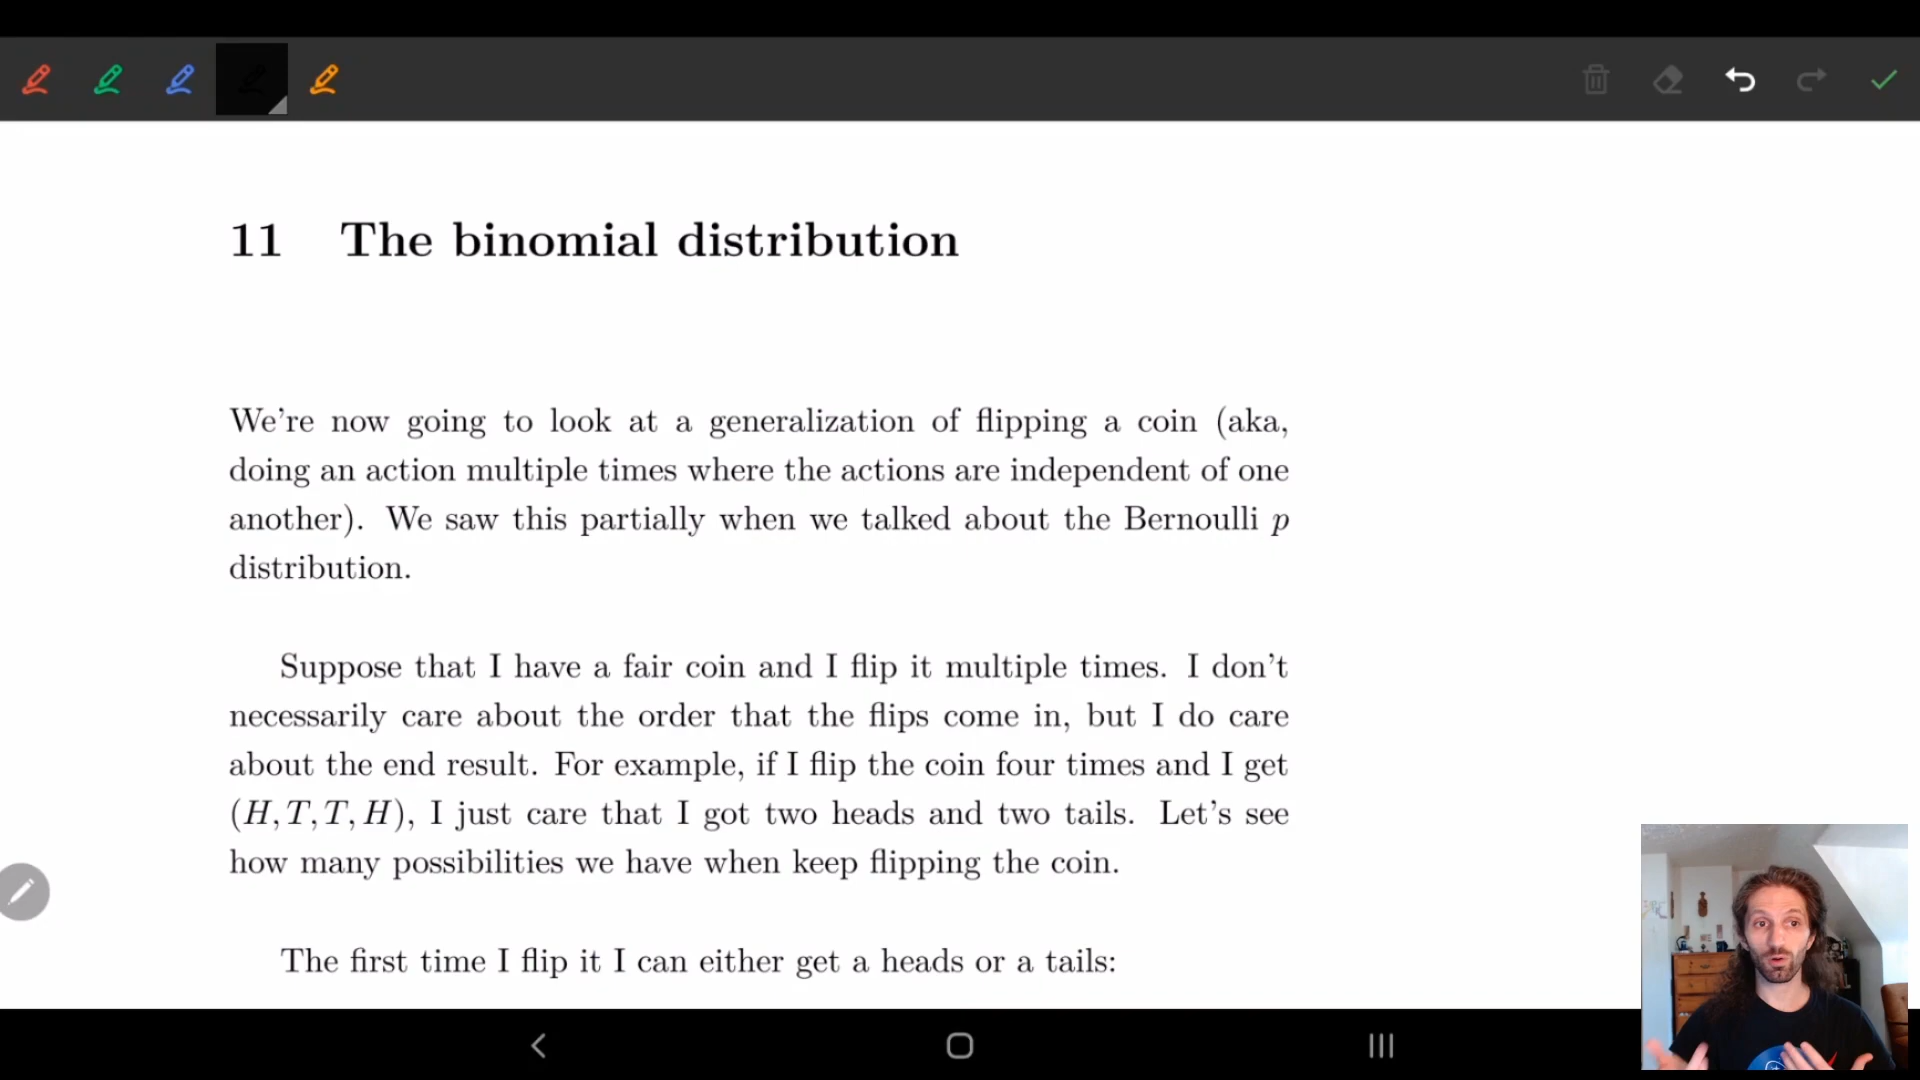 11 The binomial distribution
We're now going to look at a generalization of flipping a coin (aka,
doing an action multiple times where the actions are independent of one
another). We saw this partially when we talked about the Bernoulli p
distribution.
Suppose that I have a fair coin and I flip it multiple times. I don't
necessarily care about the order that the flips come in, but I do care
about the end result. For example, if I flip the coin four times and I get
(H, T, T, H), I just care that I got two heads and two tails. Let's see
how many possibilities we have when keep flipping the coin.
The first time I flip it I can either get a heads or a tails: